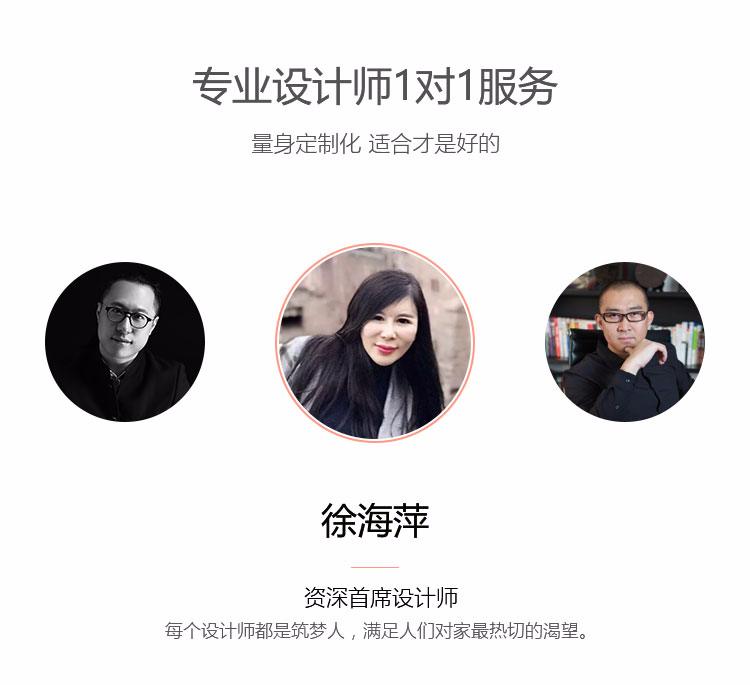 专业设计师1对1服务
量身定制化 适合才是好的
徐海萍
资深首席设计师
每个设计师都是筑梦人，满足人们对家最热切的渴望。